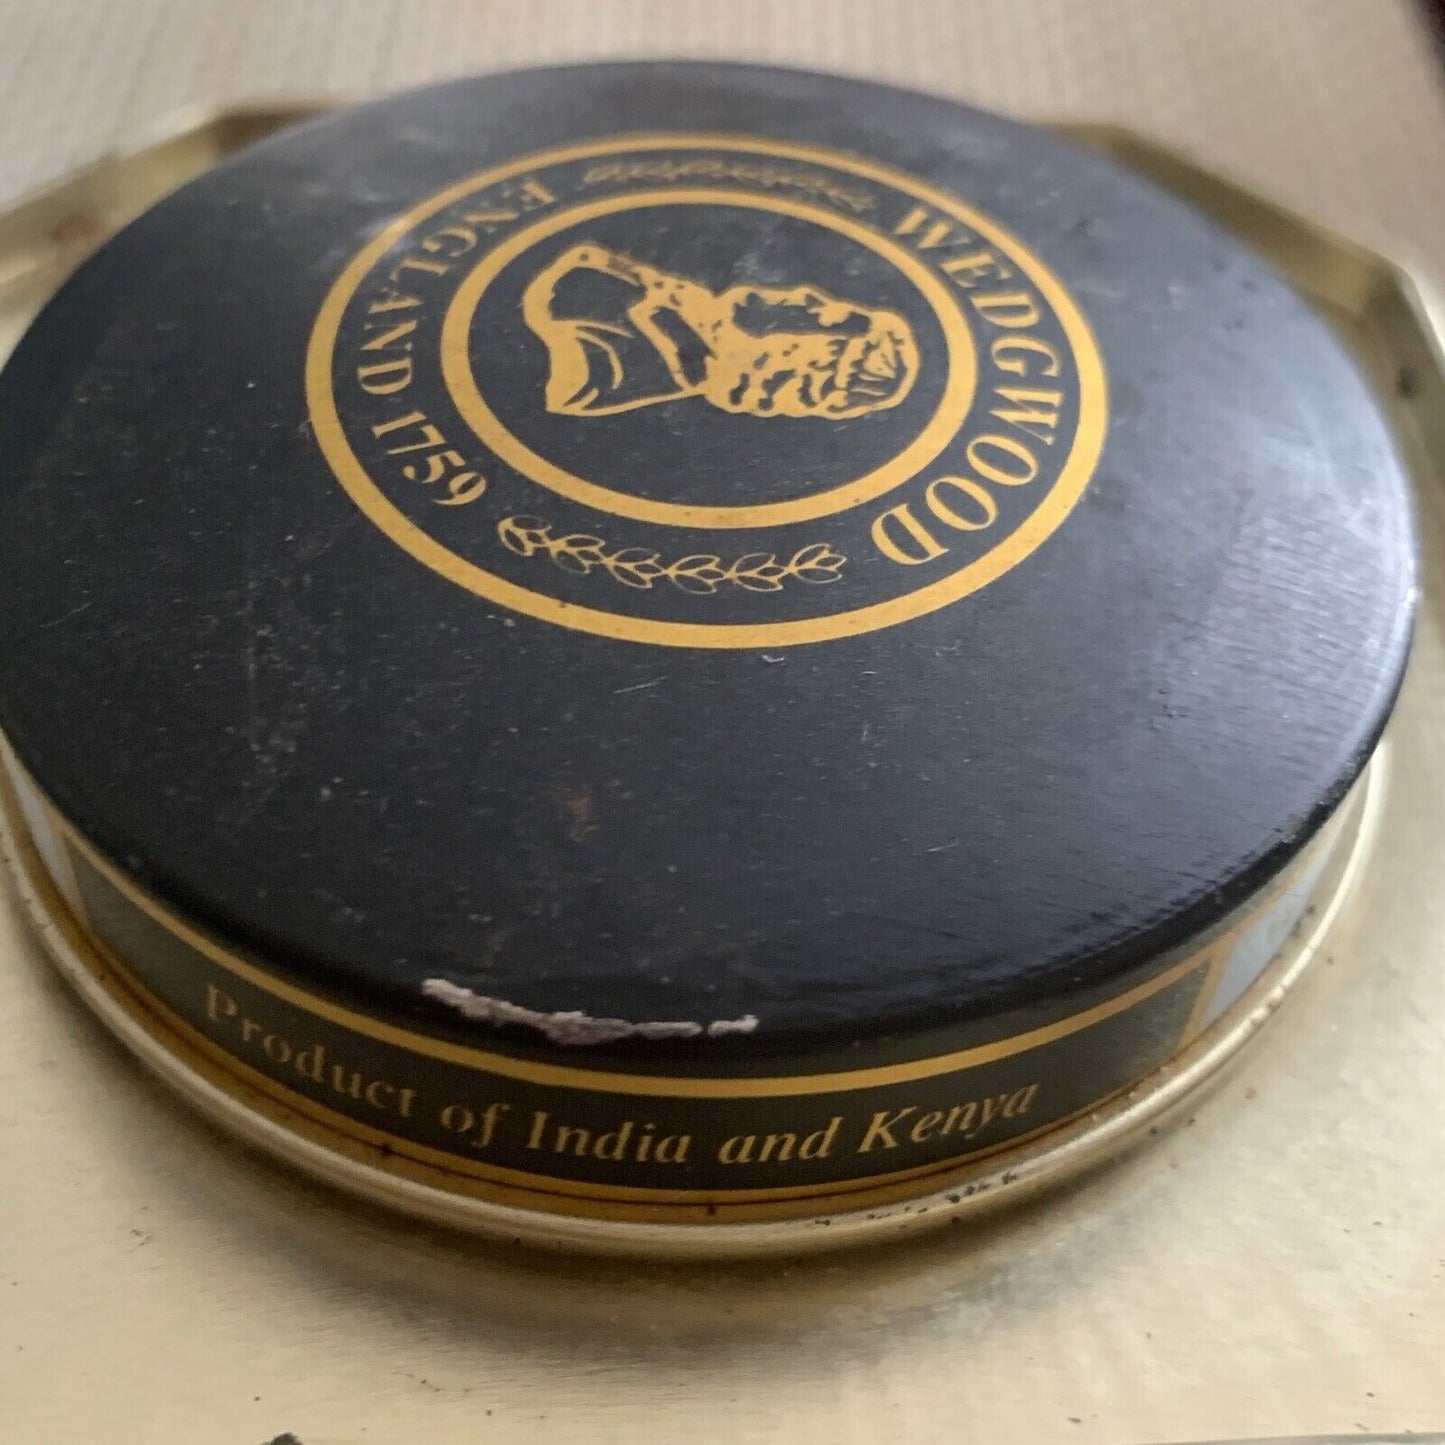 WEDGWOOD
ENGLAND 1759
Product of India and Kenya